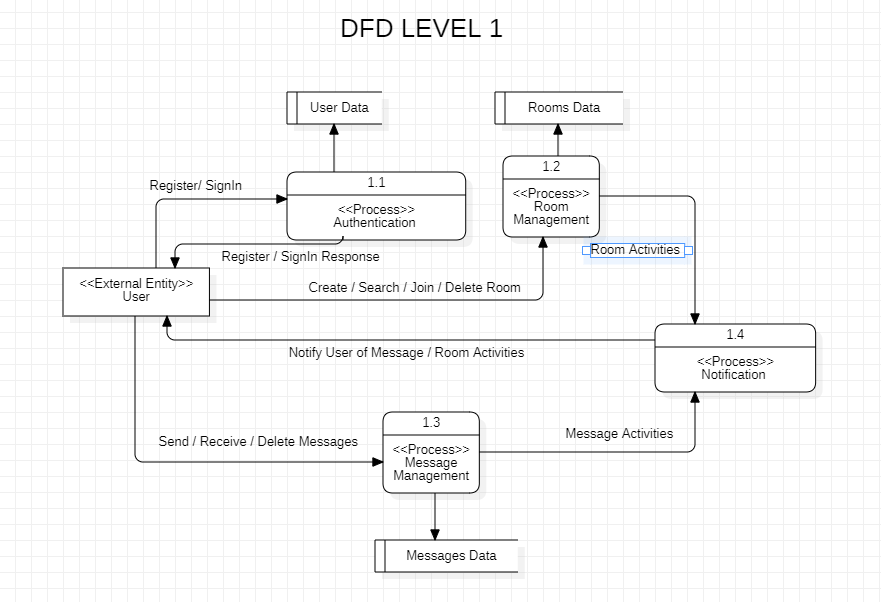 DFD LEVEL 1
User Data
Rooms Data
1.1
<<Process>>
Authentication
1.2
<<Process>>
Room
Management
Register/ SignIn
Register / SignIn Response
Room Activities
<<External Entity>>
User
Create / Search / Join / Delete Room
1.4
<<Process>>
Notification
Notify User of Message / Room Activities
Send / Receive / Delete Messages
1.3
<<Process>>
Message
Management
Message Activities
Messages Data